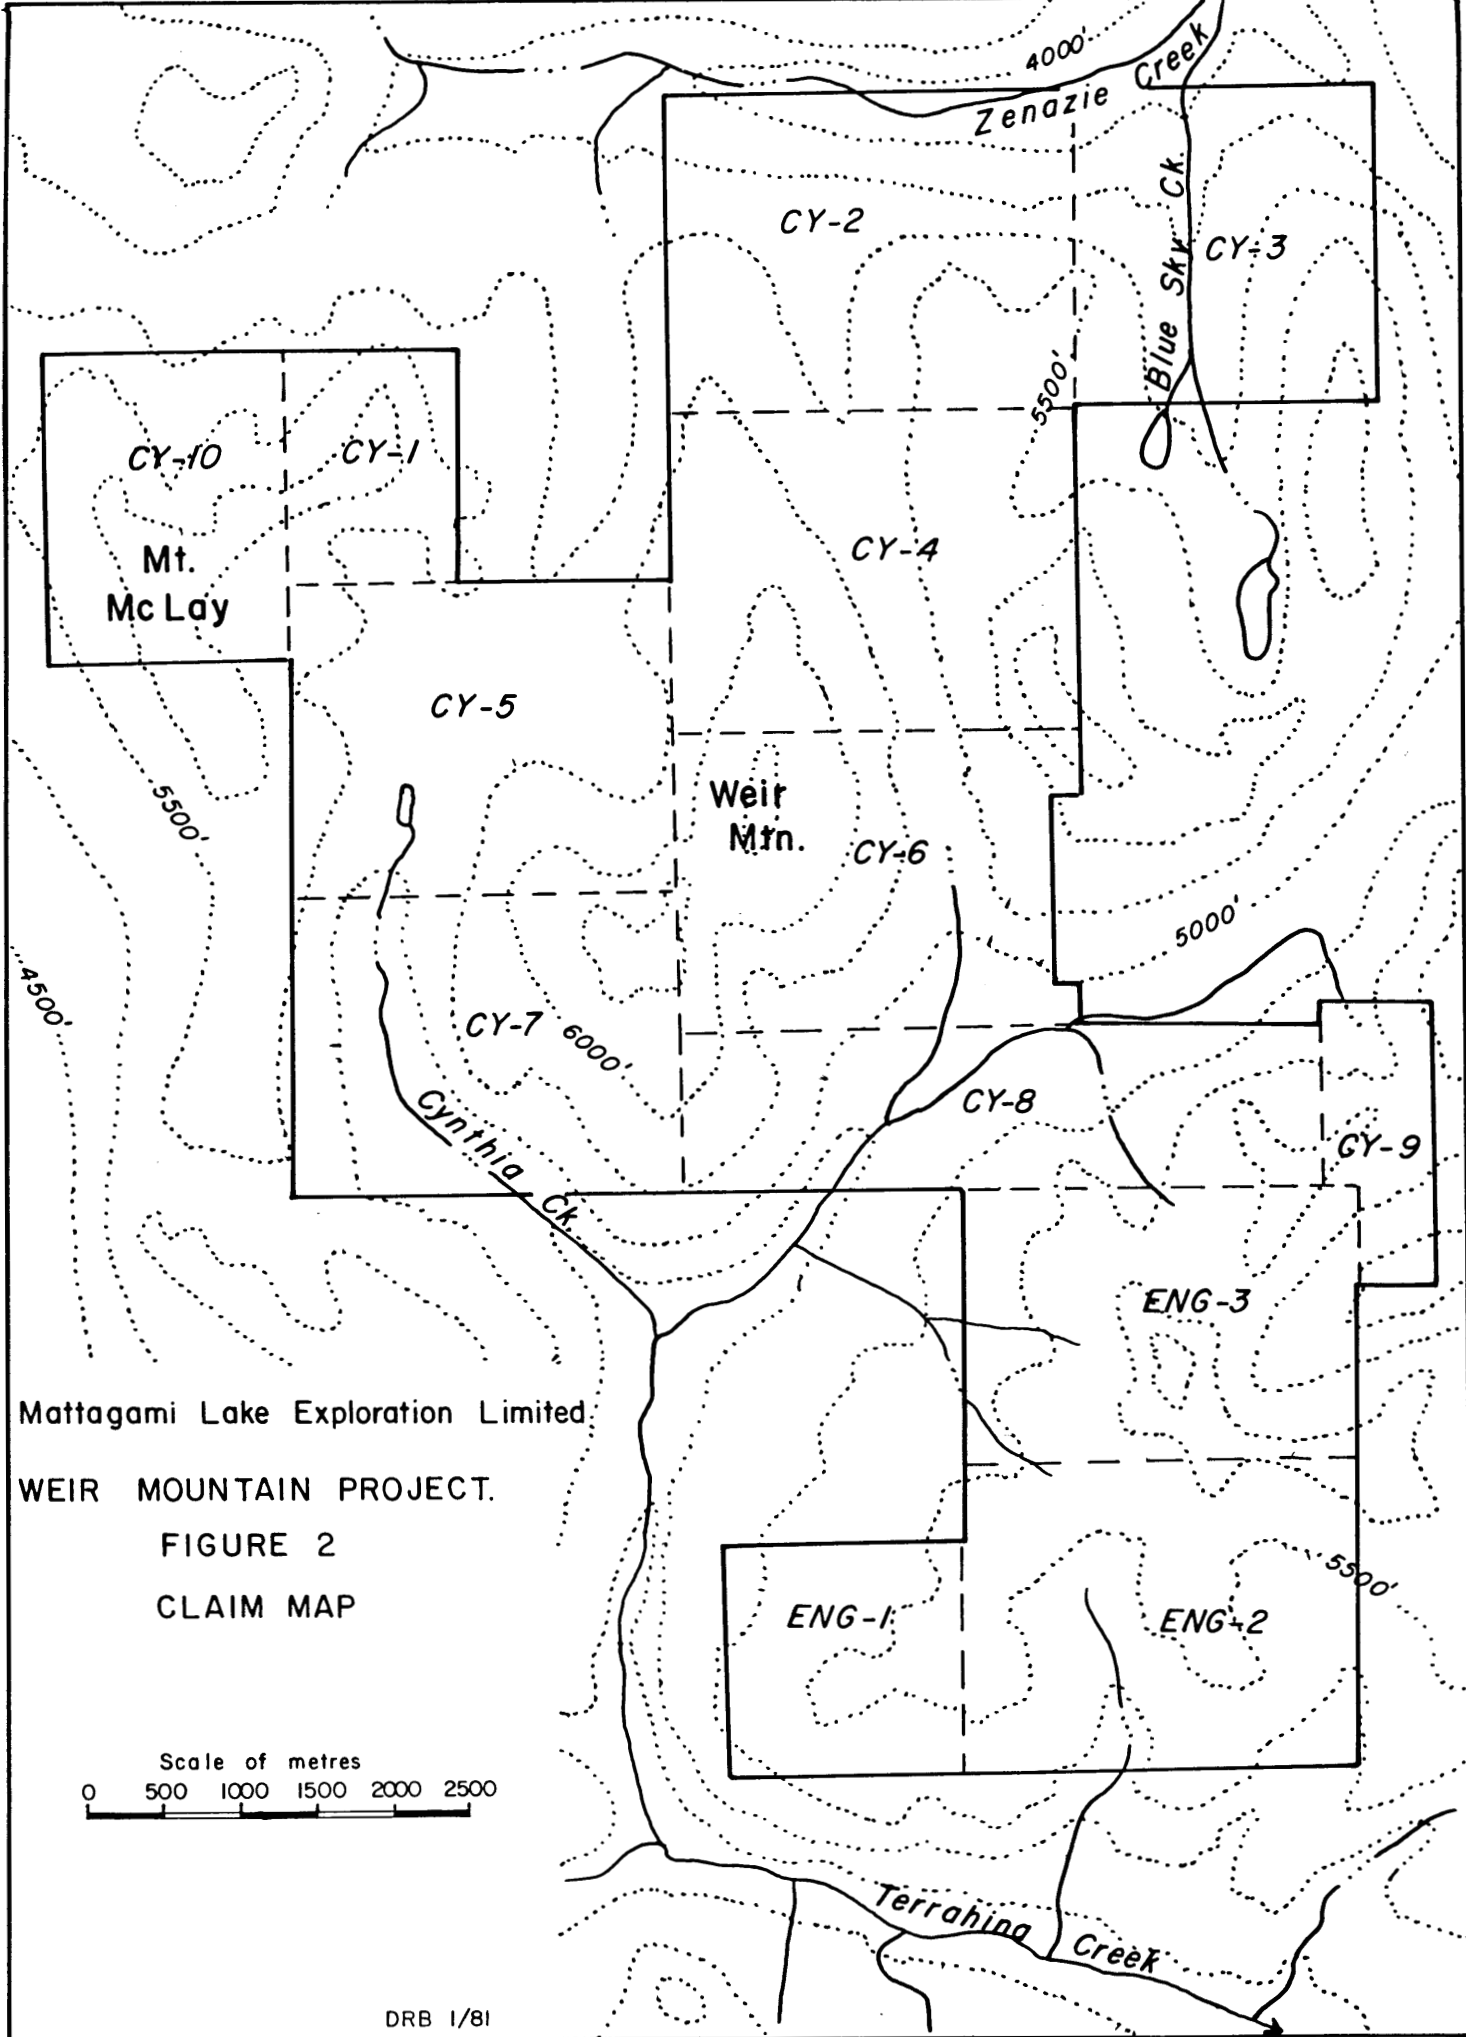 4000'
Zenazie Creek
CY-2
Blue Sky Ck.
CY-3
5500'
CY-10
CY-1
CY-4
Mt.
Mc Lay
CY-5
5500'
Weir
Mtn.
CY-6
5000'
4500'
CY-7
6000'
CY-8
Cynthia Ck.
CY-9
ENG-3
Mattagami Lake Exploration Limited
WEIR MOUNTAIN PROJECT.
FIGURE 2
CLAIM MAP
5500'
ENG-1
ENG-2
Scale of metres
0 500 1000 1500 2000 2500
Terrahina Creek
DRB 1/81